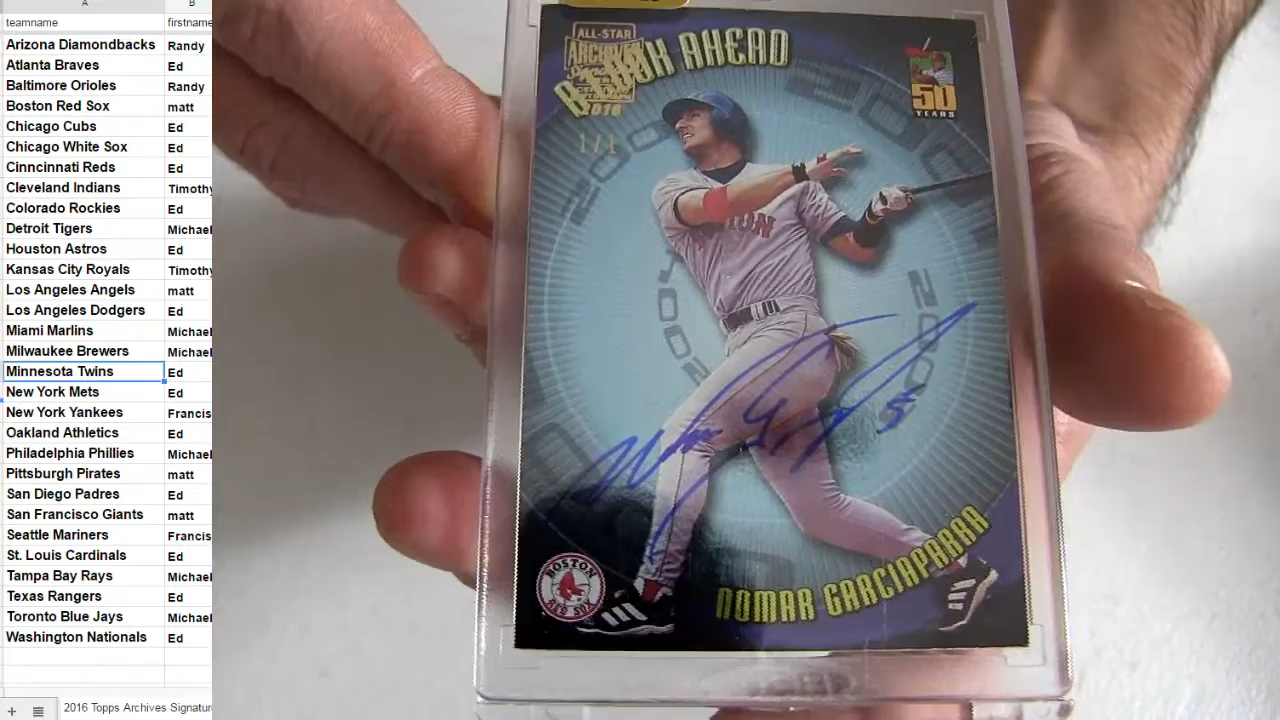 A B
teamname firstname
Arizona Diamondbacks Randy
Atlanta Braves Ed
Baltimore Orioles Randy
Boston Red Sox matt
Chicago Cubs Ed
Chicago White Sox Ed
Cinncinnati Reds Ed
Cleveland Indians Timothy
Colorado Rockies Ed
Detroit Tigers Michael
Houston Astros Ed
Kansas City Royals Timothy
Los Angeles Angels matt
Los Angeles Dodgers Ed
Miami Marlins Michael
Milwaukee Brewers Michael
Minnesota Twins Ed
New York Mets Ed
New York Yankees Francis
Oakland Athletics Ed
Philadelphia Phillies Michael
Pittsburgh Pirates matt
San Diego Padres Ed
San Francisco Giants matt
Seattle Mariners Francis
St. Louis Cardinals Ed
Tampa Bay Rays Michael
Texas Rangers Ed
Toronto Blue Jays Michael
Washington Nationals Ed
2016 Topps Archives Signatur
ALL-STAR
ARCHIVES
2016
AHEAD
1/1
50
YEARS
2001
BOSTON
RED SOX
NOMAR GARCIAPARRA